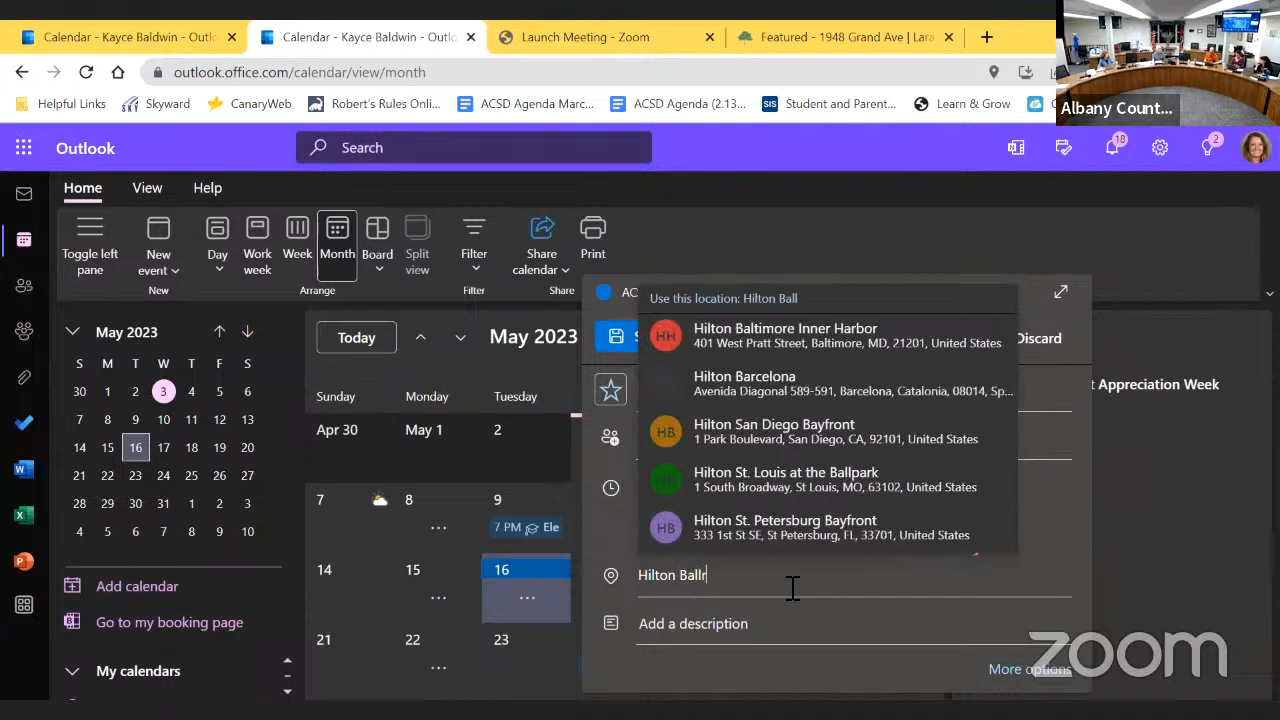 Calendar - Kayce Baldwin - Outlo
Calendar - Kayce Baldwin - Outlo
Launch Meeting - Zoom
Featured - 1948 Grand Ave | Lara
outlook.office.com/calendar/view/month
Helpful Links
Skyward
CanaryWeb
Robert's Rules Onli...
ACSD Agenda Marc...
ACSD Agenda (2.13...
SIS
Student and Parent...
Learn & Grow
Albany Count...
Outlook
Search
18
2
Home View Help
Toggle left pane
New event
Day
Work week
Week
Month
Board
Split view
Filter
Share calendar
Print
New
Arrange
Filter
Share
May 2023
S M T W T F S
30 1 2 3 4 5 6
7 8 9 10 11 12 13
14 15 16 17 18 19 20
21 22 23 24 25 26 27
28 29 30 31 1 2 3
4 5 6 7 8 9 10
Add calendar
Go to my booking page
My calendars
Today
May 2023
Sunday Monday Tuesday
Apr 30 May 1 2
7 8 9
7 PM Ele
14 15 16
21 22 23
AC
S
Discard
t Appreciation Week
Use this location: Hilton Ball
HH
Hilton Baltimore Inner Harbor
401 West Pratt Street, Baltimore, MD, 21201, United States
Hilton Barcelona
Avenida Diagonal 589-591, Barcelona, Catalonia, 08014, Sp...
HB
Hilton San Diego Bayfront
1 Park Boulevard, San Diego, CA, 92101, United States
Hilton St. Louis at the Ballpark
1 South Broadway, St Louis, MO, 63102, United States
HB
Hilton St. Petersburg Bayfront
333 1st St SE, St Petersburg, FL, 33701, United States
Hilton Ballr
Add a description
More options
zoom